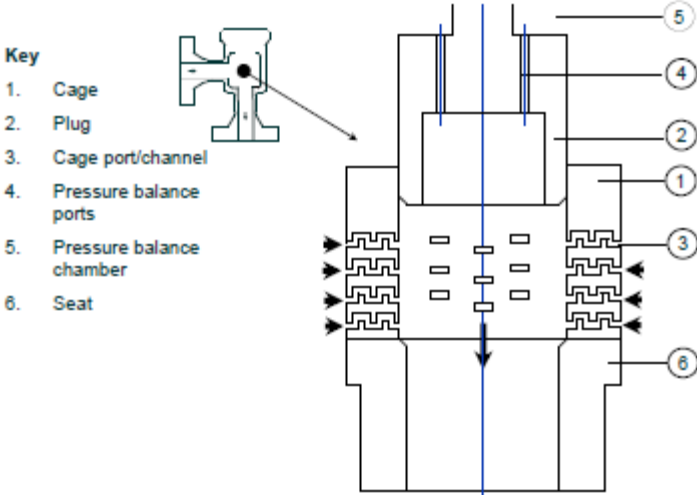 Key
1. Cage
2. Plug
3. Cage port/channel
4. Pressure balance
ports
5. Pressure balance
chamber
6. Seat
5
4
2
1
3
6